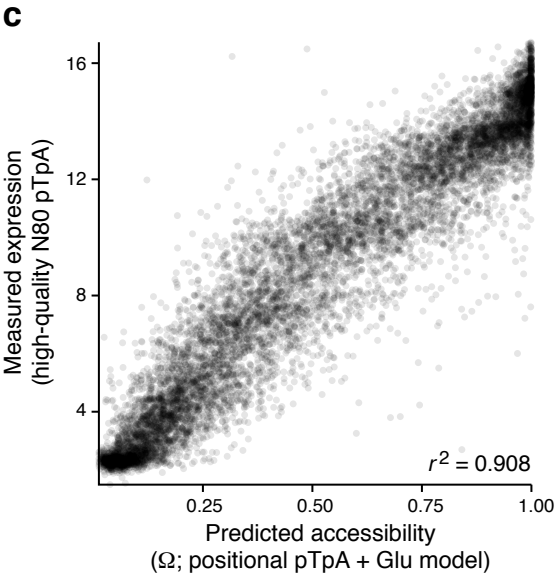 c
Measured expression
(high-quality N80 pTpA)
16
12
8
4
r² = 0.908
0.25 0.50 0.75 1.00
Predicted accessibility
(Ω; positional pTpA + Glu model)